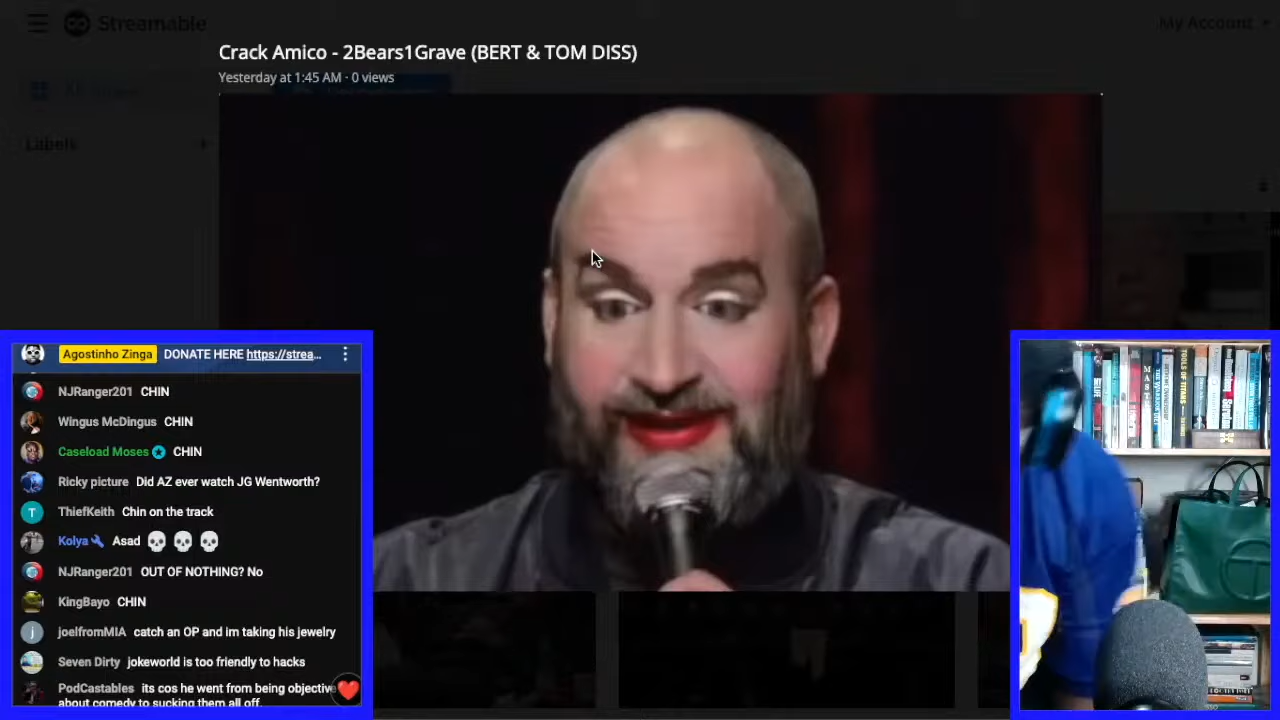 Streamable
My Account
Crack Amico - 2Bears1Grave (BERT & TOM DISS)
Yesterday at 1:45 AM · 0 views
Labels
Agostinho Zinga DONATE HERE https://strea...
NJRanger201 CHIN
Wingus McDingus CHIN
Caseload Moses CHIN
Ricky picture Did AZ ever watch JG Wentworth?
T
ThiefKeith Chin on the track
Kolya Asad 💀 💀 💀
NJRanger201 OUT OF NOTHING? No
KingBayo CHIN
j
joelfromMIA catch an OP and im taking his jewelry
Seven Dirty jokeworld is too friendly to hacks
PodCastables its cos he went from being objective
about comedy to sucking them all off.
TOOLS OF TITANS